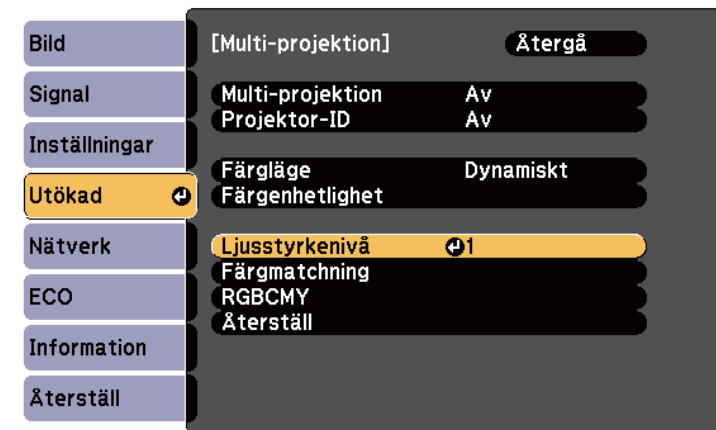 Bild
Signal
Inställningar
Utökad
Nätverk
ECO
Information
Återställ
[Multi-projektion] Återgå
Multi-projektion Av
Projektor-ID Av
Färgläge Dynamiskt
Färgenhetlighet
Ljusstyrkenivå 1
Färgmatchning
RGBCMY
Återställ